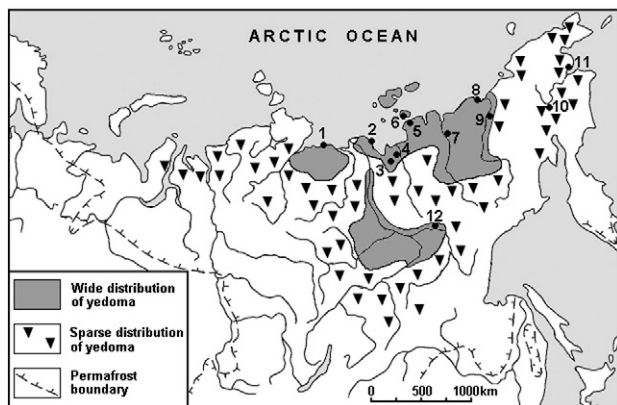 ARCTIC OCEAN
11
8
10
6
5
9
1
2
7
4
3
12
Wide distribution
of yedoma
Sparse distribution
of yedoma
Permafrost
boundary
0 500 1000km